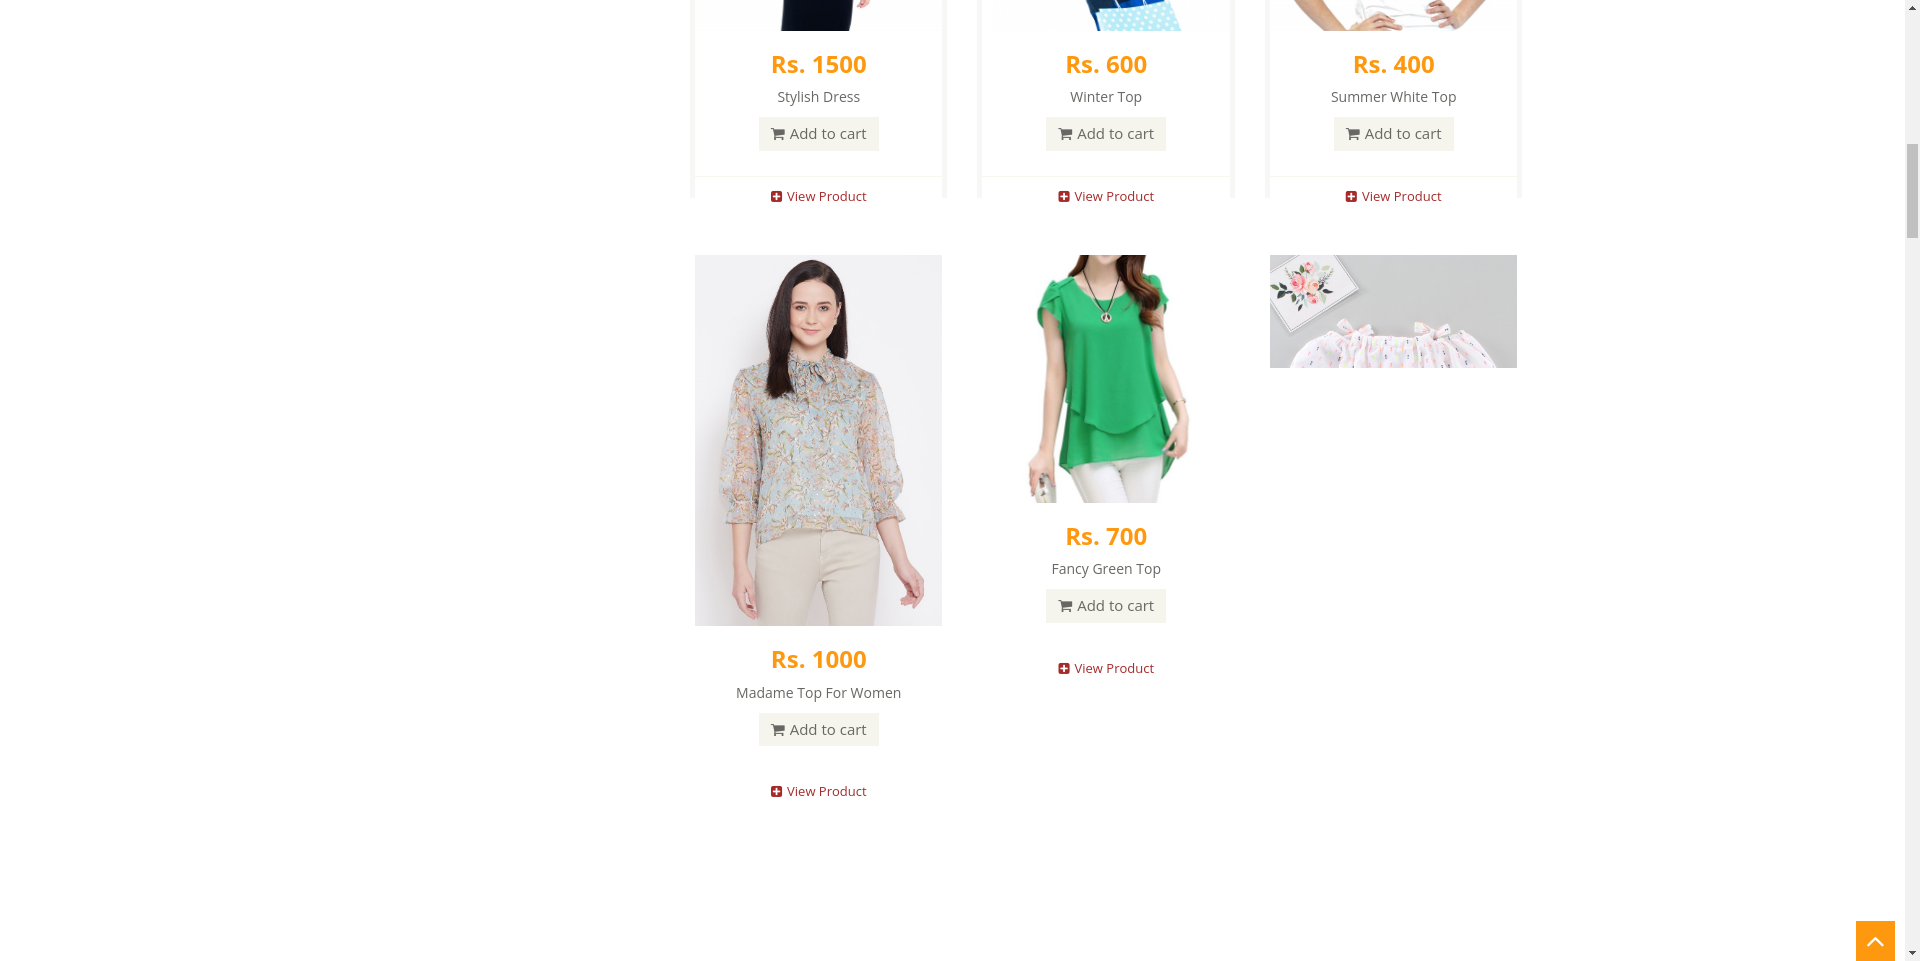 Rs. 1500
Stylish Dress
Add to cart
View Product
Rs. 600
Winter Top
Add to cart
View Product
Rs. 400
Summer White Top
Add to cart
View Product
Rs. 1000
Madame Top For Women
Add to cart
View Product
Rs. 700
Fancy Green Top
Add to cart
View Product